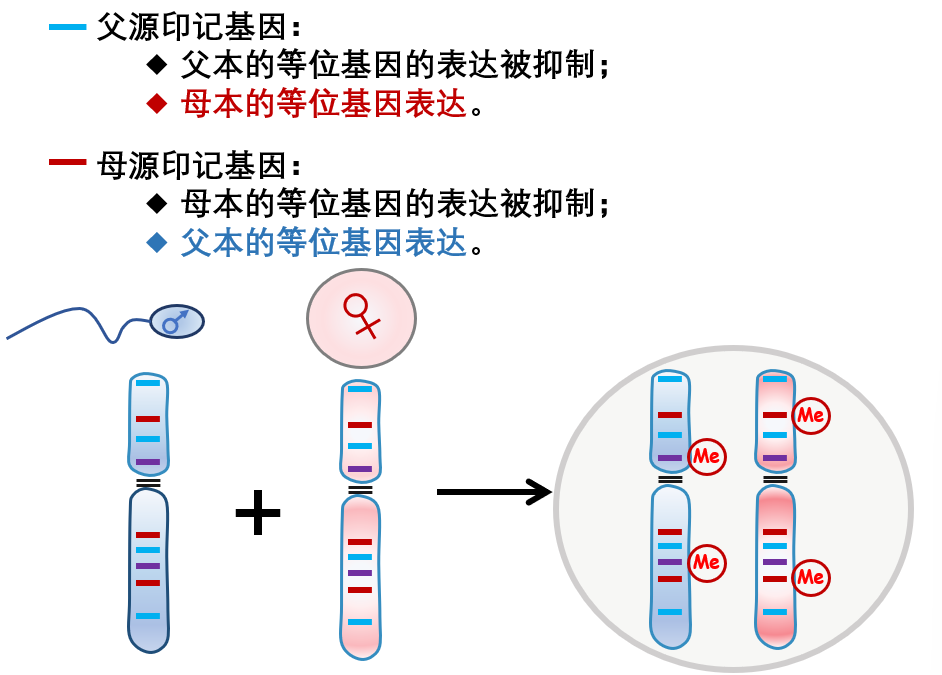 父源印记基因：
◆ 父本的等位基因的表达被抑制；
◆ 母本的等位基因表达。
母源印记基因：
◆ 母本的等位基因的表达被抑制；
◆ 父本的等位基因表达。
♂
♀
+
Me
Me
Me
Me